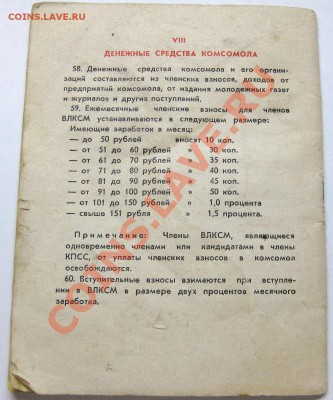 COINS.LAVE.RU
VIII
ДЕНЕЖНЫЕ СРЕДСТВА КОМСОМОЛА
58. Денежные средства комсомола и его органи-
заций составляются из членских взносов, доходов от
предприятий комсомола, от издания молодежных газет
и журналов и других поступлений.
59. Ежемесячные членские взносы для членов
ВЛКСМ устанавливаются в следующем размере:
Имеющие заработок в месяц:
— до 50 рублей вносят 10 коп.
— от 51 до 60 рублей » 30 коп.
— от 61 до 70 рублей » 35 коп.
— от 71 до 80 рублей » 40 коп.
— от 81 до 90 рублей » 45 коп.
— от 91 до 100 рублей » 50 коп.
— от 101 до 150 рублей » 1,0 процента
— свыше 151 рубля » 1,5 процента.
Примечание: Члены ВЛКСМ, являющиеся
одновременно членами или кандидатами в члены
КПСС, от уплаты членских взносов в комсомол
освобождаются.
60. Вступительные взносы взимаются при вступле-
нии в ВЛКСМ в размере двух процентов месячного
заработка.